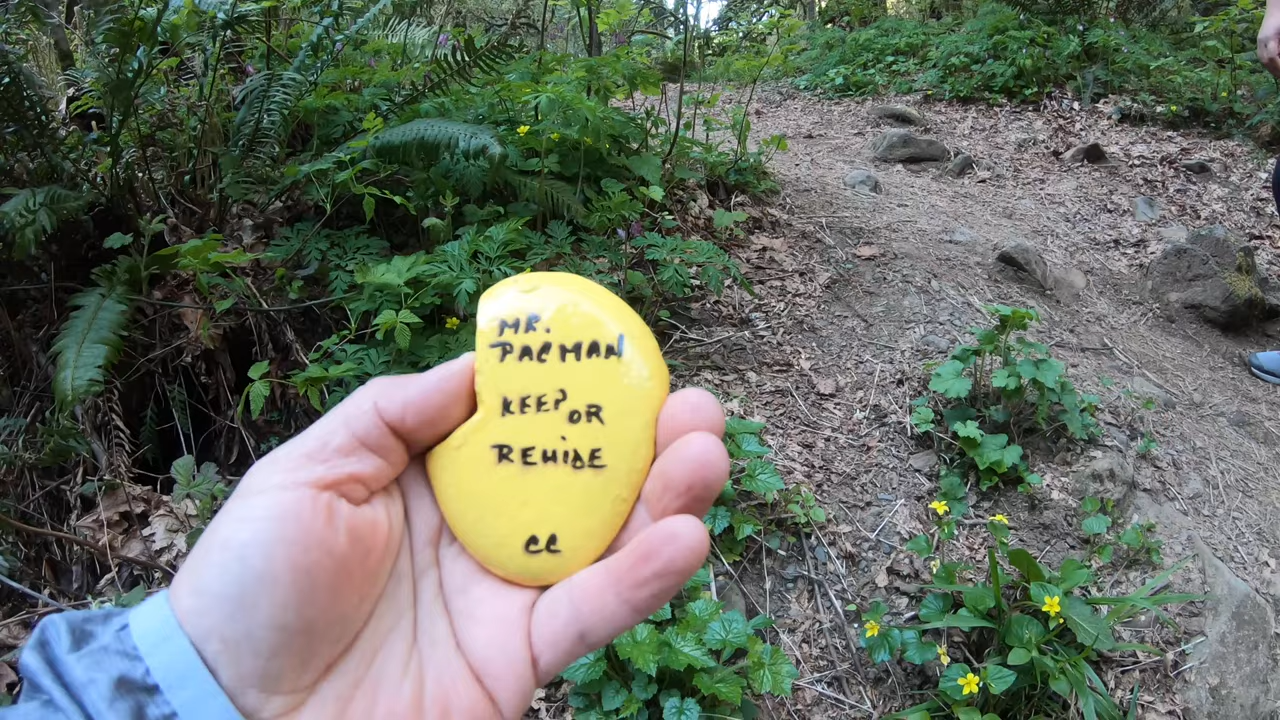 MR.
PACMAN
KEEP OR
REHIDE
CC